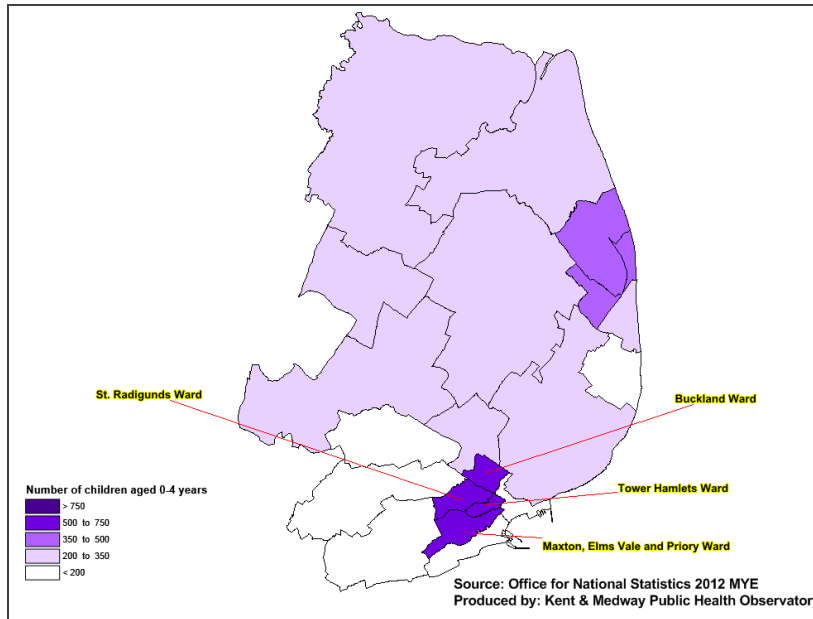 St. Radigunds Ward
Buckland Ward
Tower Hamlets Ward
Maxton, Elms Vale and Priory Ward
Number of children aged 0-4 years
> 750
500 to 750
350 to 500
200 to 350
< 200
Source: Office for National Statistics 2012 MYE
Produced by: Kent & Medway Public Health Observatory